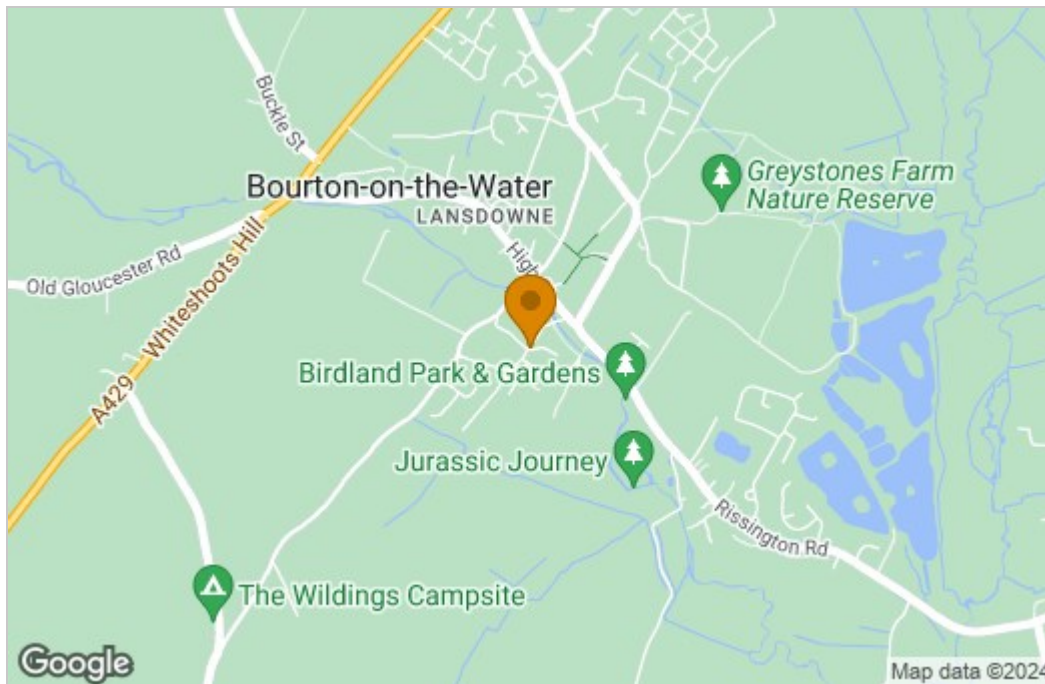 Buckle St
Bourton-on-the-Water
LANSDOWNE
Greystones Farm
Nature Reserve
Old Gloucester Rd
Whiteshoots Hill
High
A429
Birdland Park & Gardens
Jurassic Journey
Rissington Rd
The Wildings Campsite
Google
Map data ©2024